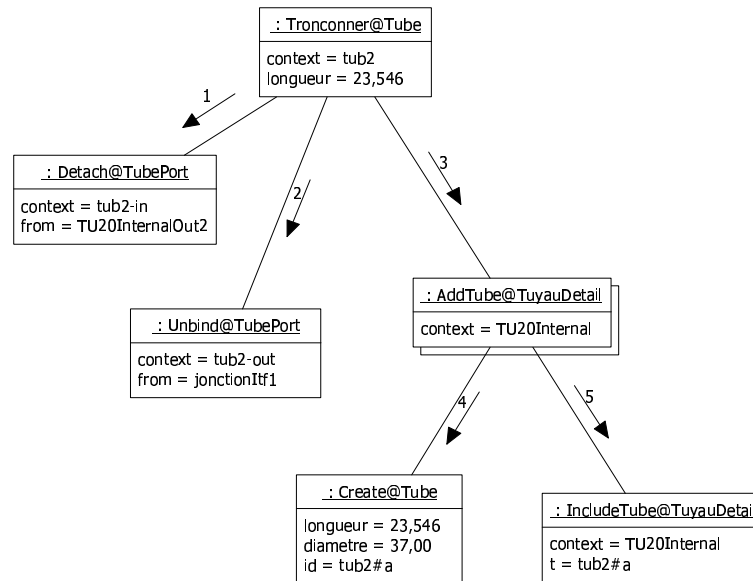 : Tronconner@Tube
context = tub2
longueur = 23,546
1
: Detach@TubePort
context = tub2-in
from = TU20InternalOut2
2
3
: Unbind@TubePort
context = tub2-out
from = jonctionItf1
: AddTube@TuyauDetail
context = TU20Internal
4
5
: Create@Tube
longueur = 23,546
diametre = 37,00
id = tub2#a
: IncludeTube@TuyauDetail
context = TU20Internal
t = tub2#a